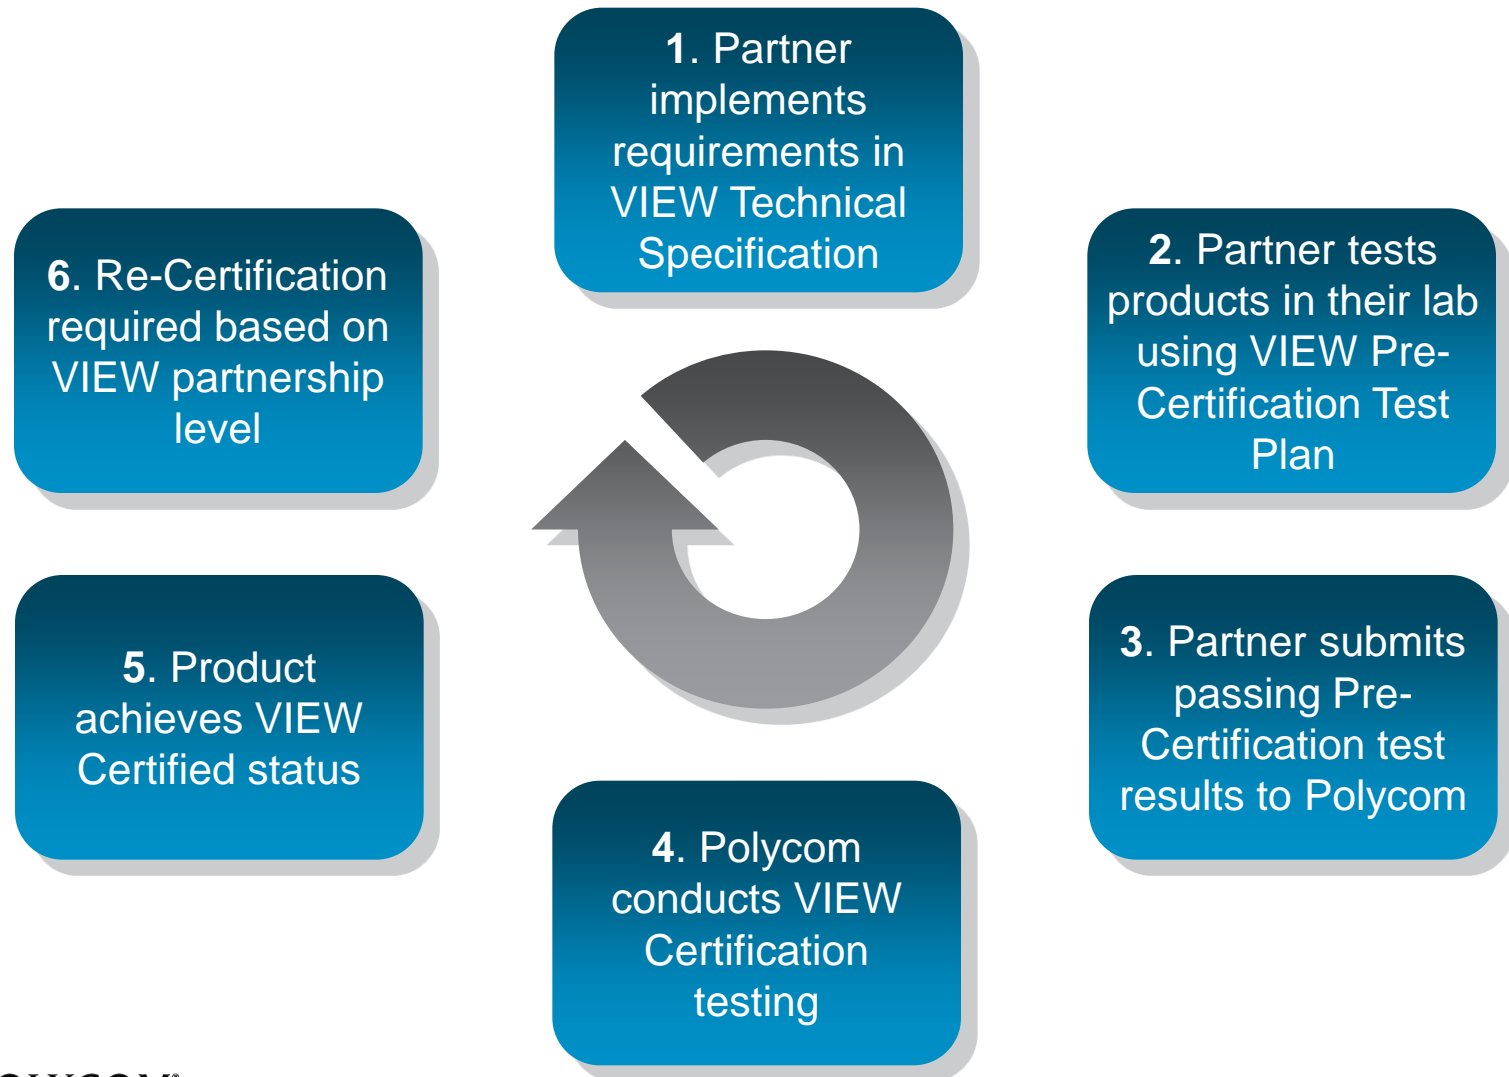 1. Partner
implements
requirements in
VIEW Technical
Specification
2. Partner tests
products in their lab
using VIEW Pre-
Certification Test
Plan
3. Partner submits
passing Pre-
Certification test
results to Polycom
4. Polycom
conducts VIEW
Certification
testing
5. Product
achieves VIEW
Certified status
6. Re-Certification
required based on
VIEW partnership
level